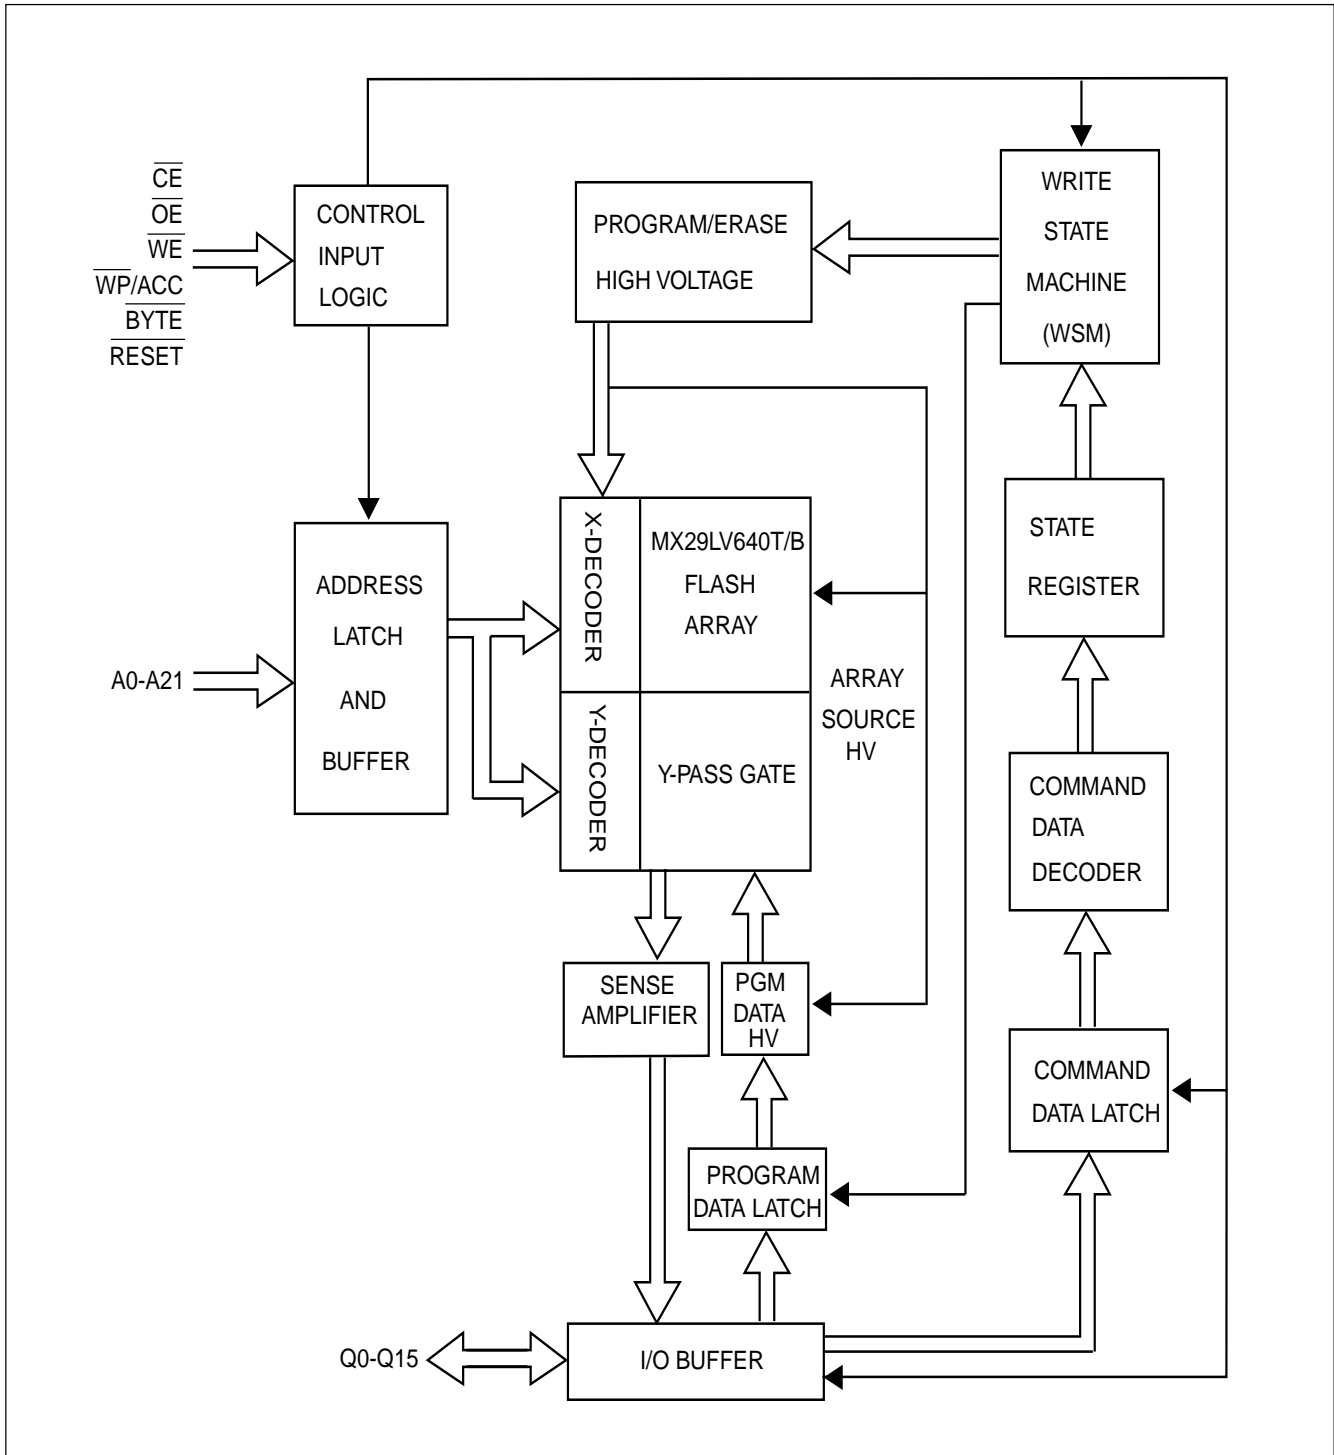 CE
OE
WE
WP/ACC
BYTE
RESET
CONTROL
INPUT
LOGIC
PROGRAM/ERASE
HIGH VOLTAGE
WRITE
STATE
MACHINE
(WSM)
STATE
REGISTER
A0-A21
ADDRESS
LATCH
AND
BUFFER
X-DECODER
MX29LV640T/B
FLASH
ARRAY
Y-DECODER
Y-PASS GATE
ARRAY
SOURCE
HV
COMMAND
DATA
DECODER
SENSE
AMPLIFIER
PGM
DATA
HV
COMMAND
DATA LATCH
PROGRAM
DATA LATCH
Q0-Q15
I/O BUFFER